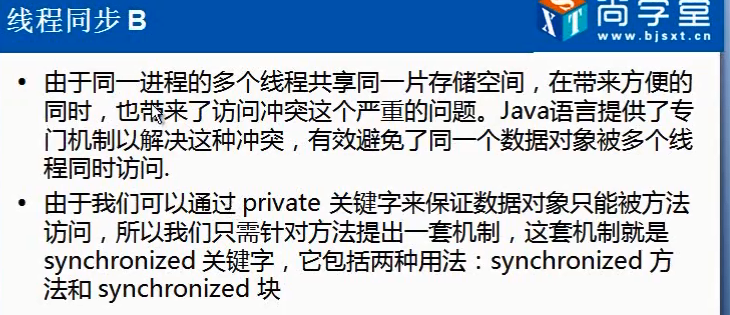 线程同步 B
SXT
尚学堂
www.bjsxt.cn
• 由于同一进程的多个线程共享同一片存储空间，在带来方便的
同时，也带来了访问冲突这个严重的问题。Java语言提供了专
门机制以解决这种冲突，有效避免了同一个数据对象被多个线
程同时访问.
• 由于我们可以通过 private 关键字来保证数据对象只能被方法
访问，所以我们只需针对方法提出一套机制，这套机制就是
synchronized 关键字，它包括两种用法：synchronized 方
法和 synchronized 块